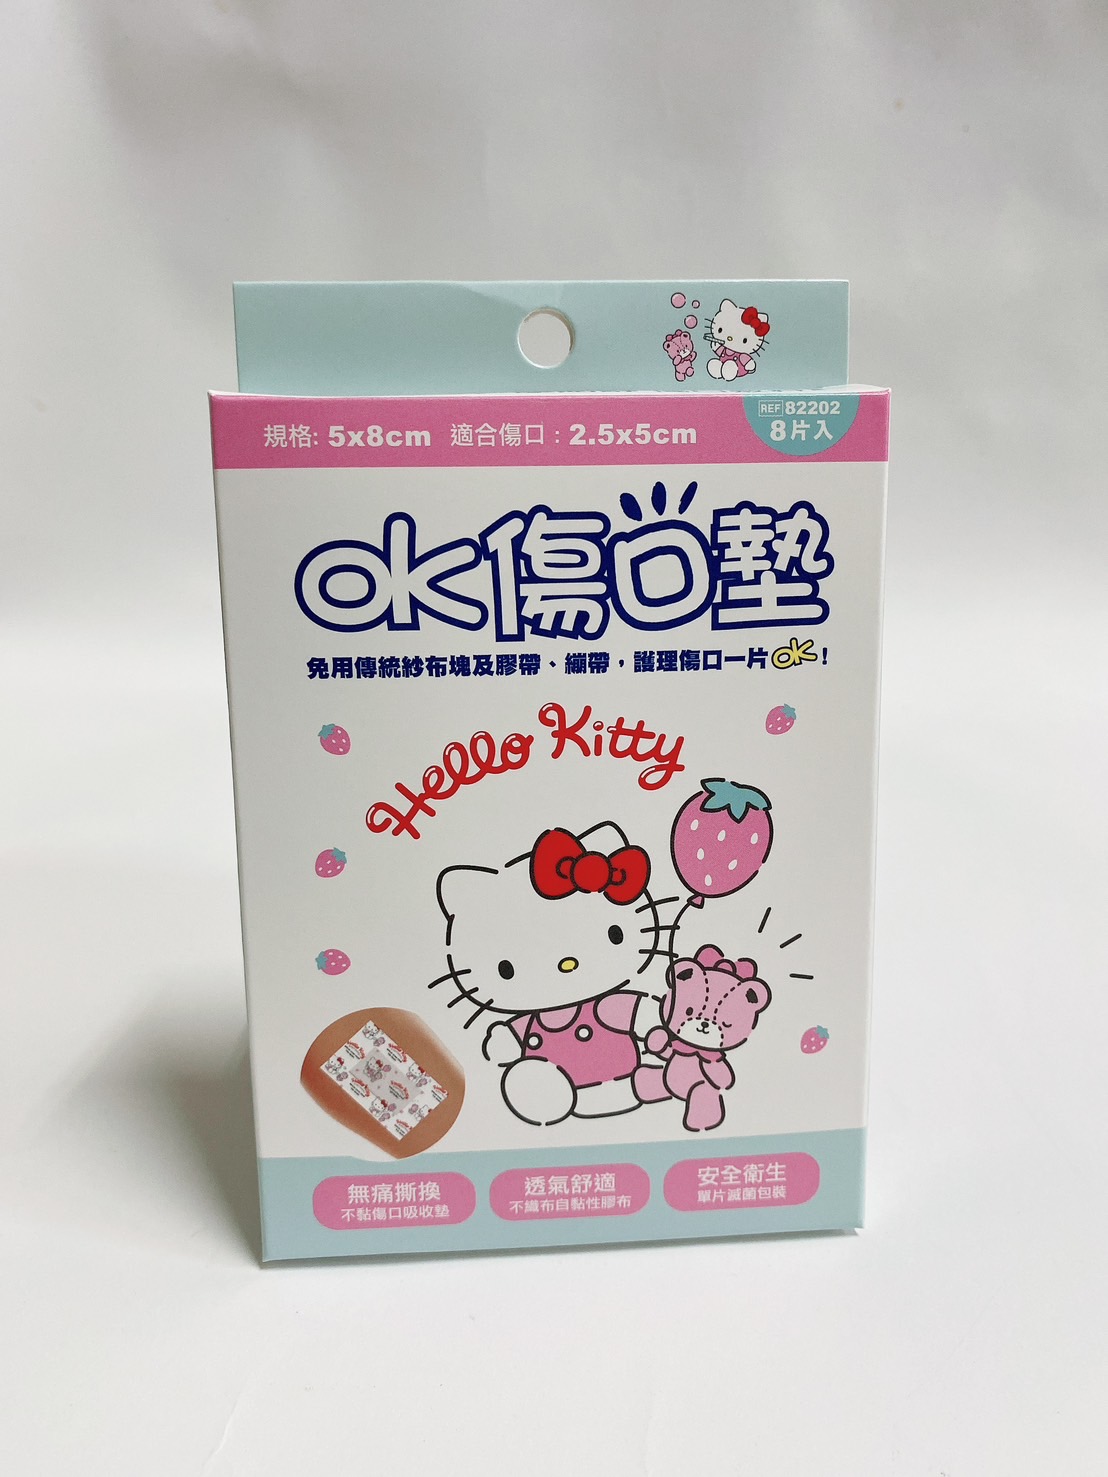 REF 82202
8片入
規格: 5x8cm 適合傷口：2.5x5cm
OK傷口墊
免用傳統紗布塊及膠帶、繃帶，護理傷口一片OK！
Hello Kitty
無痛撕換
不黏傷口吸收墊
透氣舒適
不織布自黏性膠布
安全衛生
單片滅菌包裝